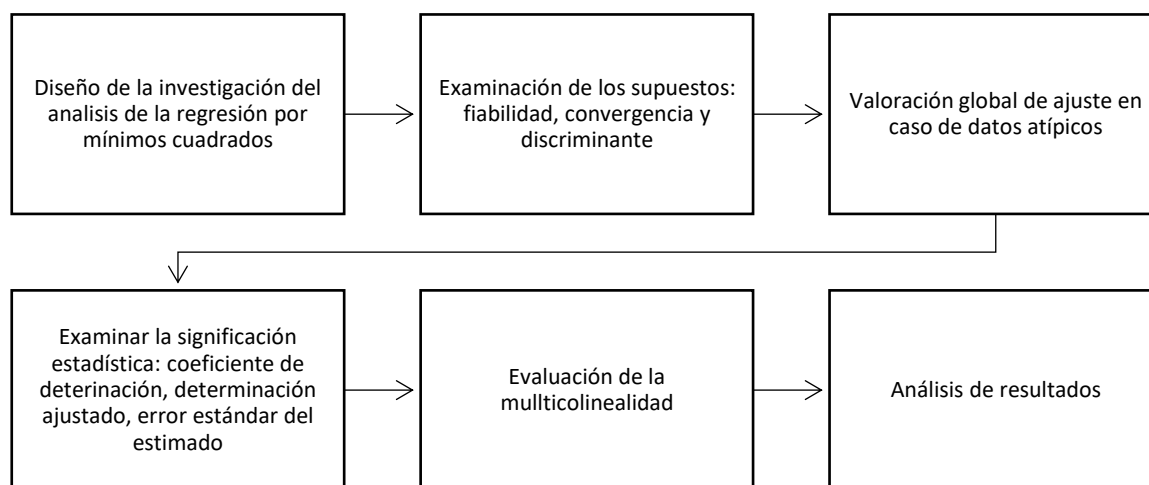 Diseño de la investigación del
analisis de la regresión por
mínimos cuadrados
Examinación de los supuestos:
fiabilidad, convergencia y
discriminante
Valoración global de ajuste en
caso de datos atípicos
Examinar la significación
estadística: coeficiente de
deterinación, determinación
ajustado, error estándar del
estimado
Evaluación de la
mullticolinealidad
Análisis de resultados